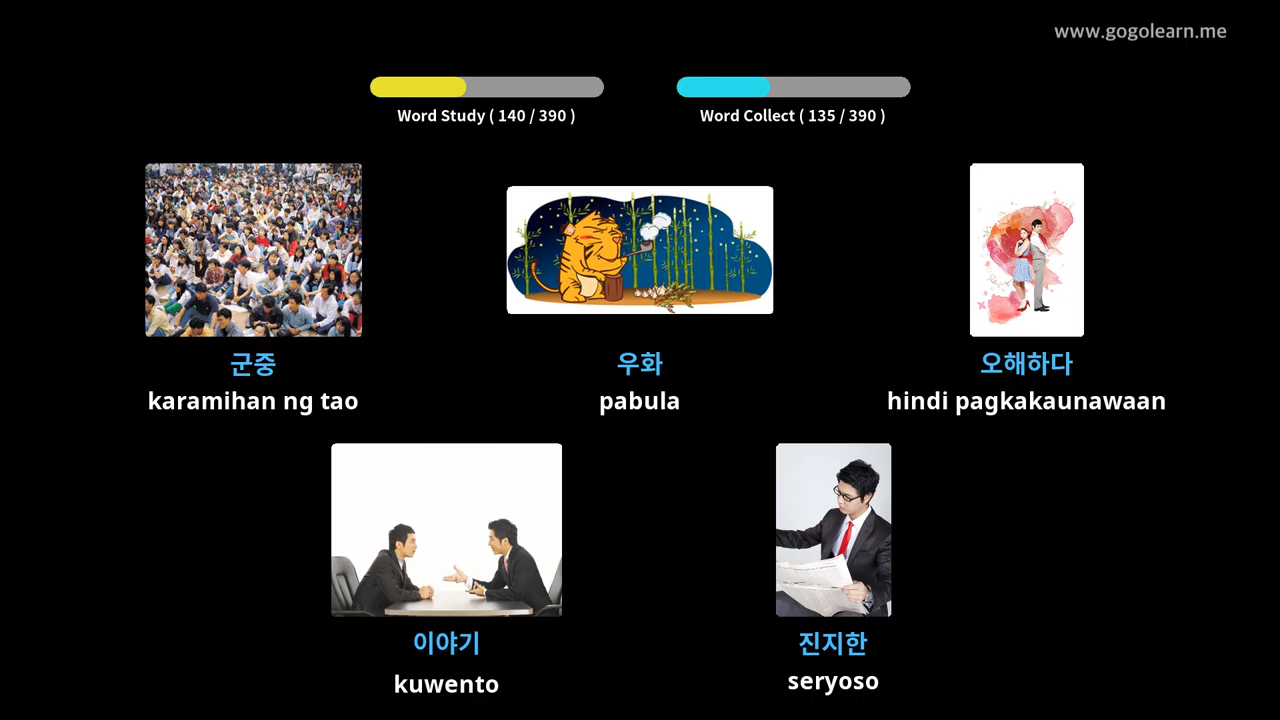 www.gogolearn.me
Word Study ( 140 / 390 )
Word Collect ( 135 / 390 )
군중
karamihan ng tao
우화
pabula
오해하다
hindi pagkakaunawaan
이야기
kuwento
진지한
seryoso